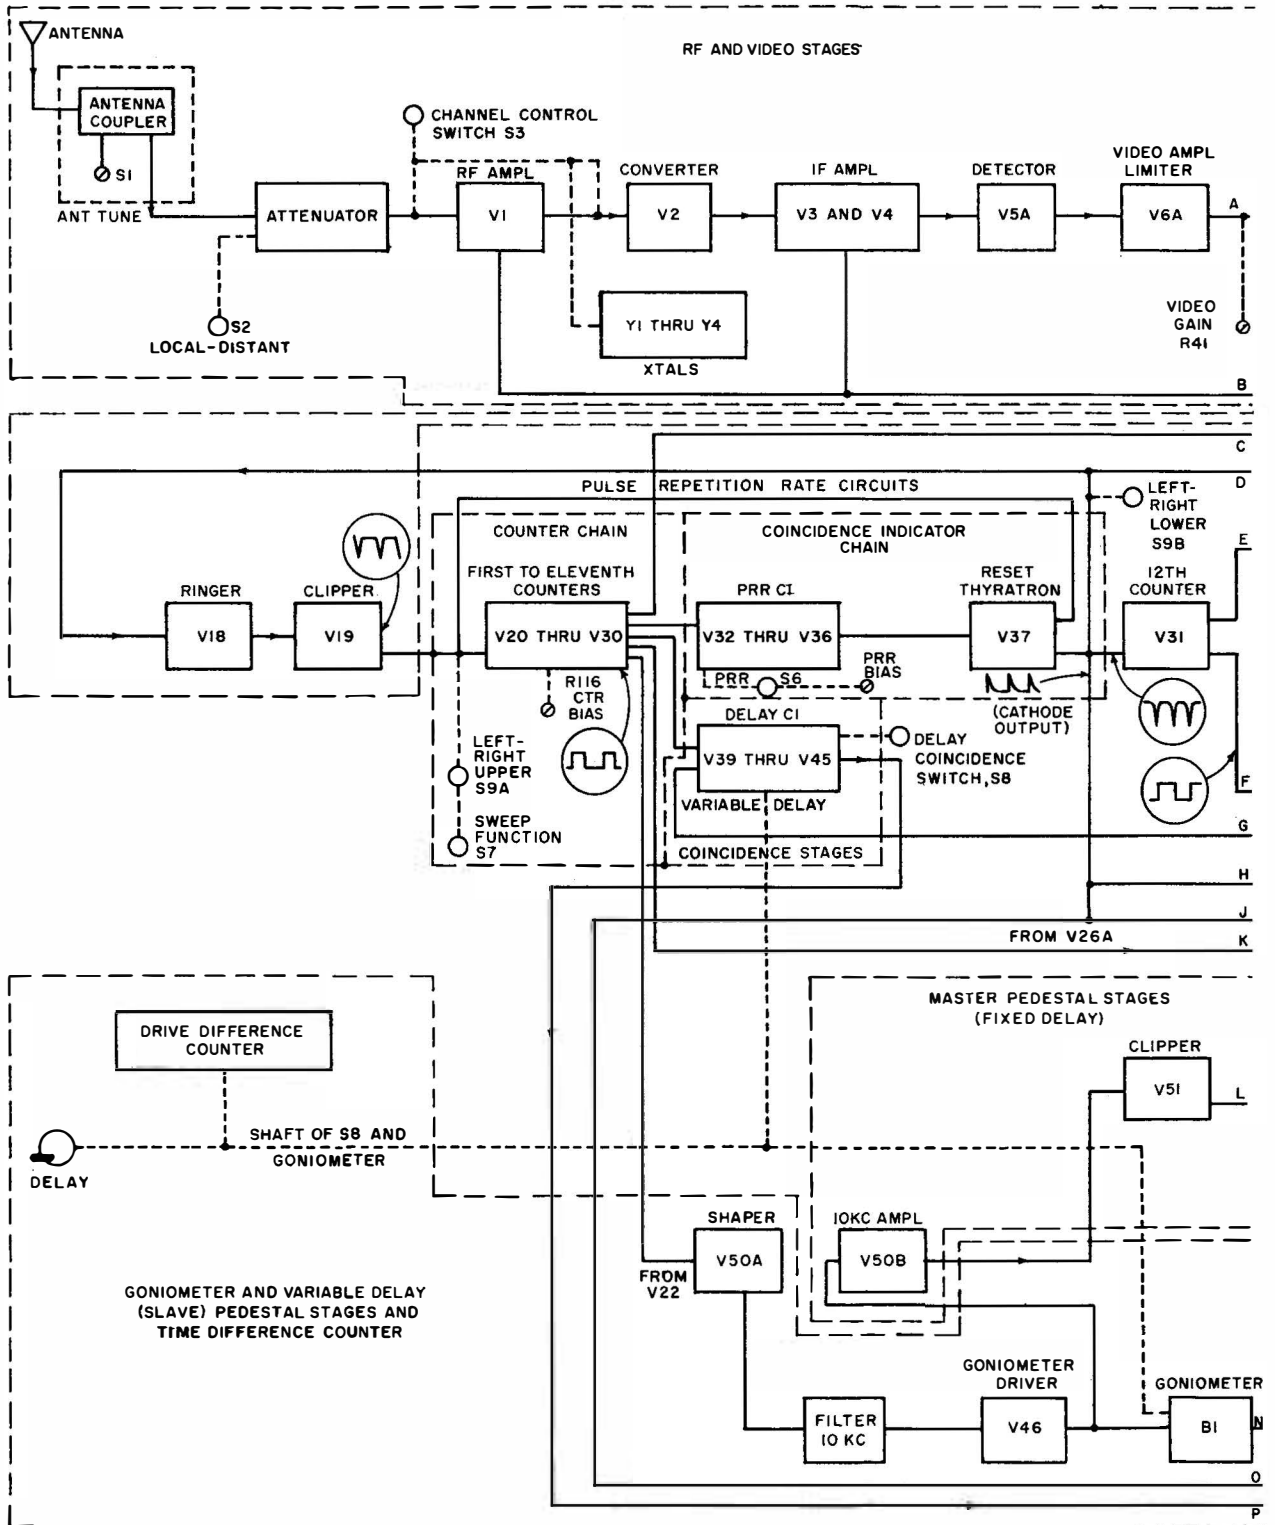 ANTENNA
RF AND VIDEO STAGES
ANTENNA
COUPLER
S1
ANT TUNE
CHANNEL CONTROL
SWITCH S3
ATTENUATOR
RF AMPL
V1
CONVERTER
V2
IF AMPL
V3 AND V4
DETECTOR
V5A
VIDEO AMPL
LIMITER
V6A
A
S2
LOCAL-DISTANT
Y1 THRU Y4
XTALS
VIDEO
GAIN
R41
B
C
D
PULSE REPETITION RATE CIRCUITS
LEFT-
RIGHT
LOWER
S9B
E
COUNTER CHAIN
COINCIDENCE INDICATOR
CHAIN
RINGER
V18
CLIPPER
V19
FIRST TO ELEVENTH
COUNTERS
V20 THRU V30
PRR CI
V32 THRU V36
RESET
THYRATRON
V37
12TH
COUNTER
V31
R116
CTR
BIAS
PRR
S6
PRR
BIAS
(CATHODE
OUTPUT)
LEFT-
RIGHT
UPPER
S9A
SWEEP
FUNCTION
S7
DELAY CI
V39 THRU V45
VARIABLE DELAY
COINCIDENCE STAGES
DELAY
COINCIDENCE
SWITCH, S8
F
G
H
J
FROM V26A
K
DRIVE DIFFERENCE
COUNTER
MASTER PEDESTAL STAGES
(FIXED DELAY)
CLIPPER
V51
L
DELAY
SHAFT OF S8 AND
GONIOMETER
SHAPER
V50A
FROM
V22
10KC AMPL
V50B
GONIOMETER AND VARIABLE DELAY
(SLAVE) PEDESTAL STAGES AND
TIME DIFFERENCE COUNTER
FILTER
10 KC
GONIOMETER
DRIVER
V46
GONIOMETER
B1
N
O
P